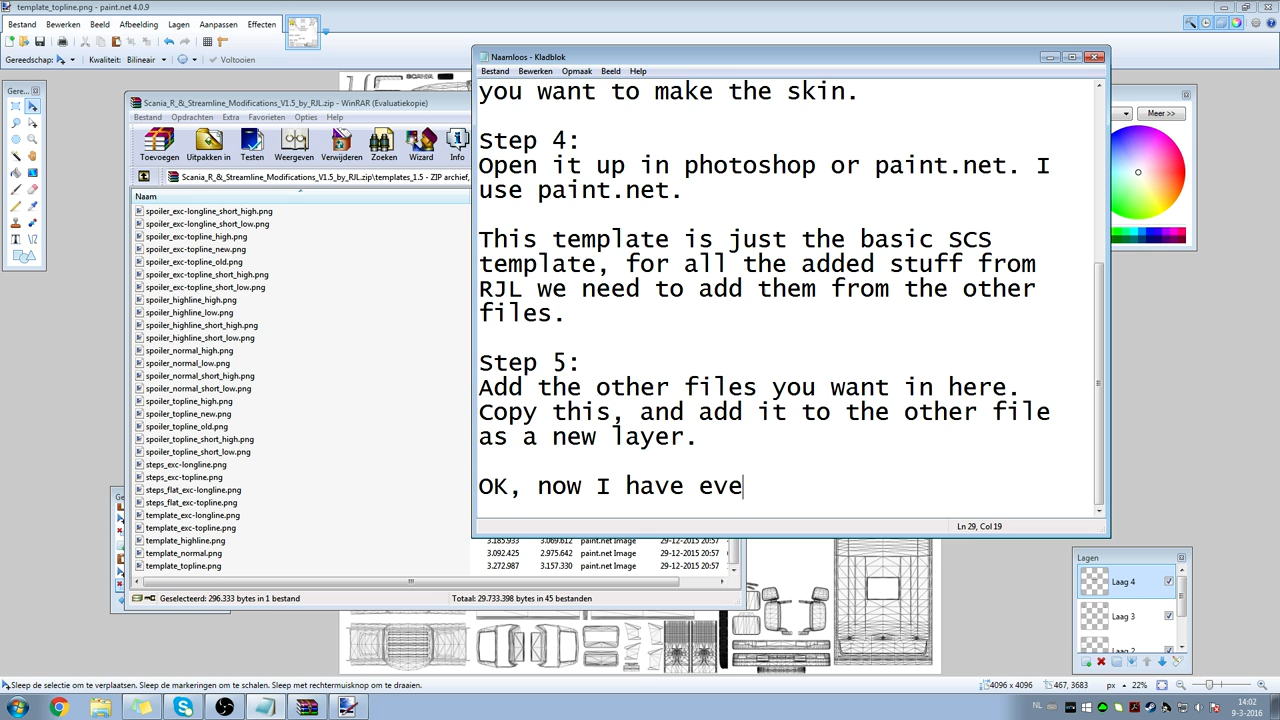 template_topline.png - paint.net 4.0.9
Bestand Bewerken Beeld Afbeelding Lagen Aanpassen Effecten
Gereedschap: Kwaliteit: Bilineair Voltooien
Gere...
Scania_R_&_Streamline_Modifications_V1.5_by_RJL.zip - WinRAR (Evaluatiekopie)
Bestand Opdrachten Extra Favorieten Opties Help
Toevoegen Uitpakken in Testen Weergeven Verwijderen Zoeken Wizard Info
Scania_R_&_Streamline_Modifications_V1.5_by_RJL.zip\templates_1.5 - ZIP archief,
Naam
spoiler_exc-longline_short_high.png
spoiler_exc-longline_short_low.png
spoiler_exc-topline_high.png
spoiler_exc-topline_new.png
spoiler_exc-topline_old.png
spoiler_exc-topline_short_high.png
spoiler_exc-topline_short_low.png
spoiler_highline_high.png
spoiler_highline_low.png
spoiler_highline_short_high.png
spoiler_highline_short_low.png
spoiler_normal_high.png
spoiler_normal_low.png
spoiler_normal_short_high.png
spoiler_normal_short_low.png
spoiler_topline_high.png
spoiler_topline_new.png
spoiler_topline_old.png
spoiler_topline_short_high.png
spoiler_topline_short_low.png
steps_exc-longline.png
steps_exc-topline.png
steps_flat_exc-longline.png
steps_flat_exc-topline.png
template_exc-longline.png
template_exc-topline.png
template_highline.png
template_normal.png
template_topline.png
3.185.933 3.069.612 paint.net Image 29-12-2015 20:57
3.092.425 2.975.642 paint.net Image 29-12-2015 20:57
3.272.987 3.157.330 paint.net Image 29-12-2015 20:57
Geselecteerd: 296.333 bytes in 1 bestand Totaal: 29.733.398 bytes in 45 bestanden
SCANIA
Naamloos - Kladblok
Bestand Bewerken Opmaak Beeld Help
you want to make the skin.
Step 4:
Open it up in photoshop or paint.net. I
use paint.net.
This template is just the basic SCS
template, for all the added stuff from
RJL we need to add them from the other
files.
Step 5:
Add the other files you want in here.
Copy this, and add it to the other file
as a new layer.
OK, now I have eve
Ln 29, Col 19
Meer >>
Lagen
Laag 4
Laag 3
Sleep de selectie om te verplaatsen. Sleep de markeringen om te schalen. Sleep met rechtermuisknop om te draaien.
4096 x 4096 467, 3683 px 22%
NL 14:02
9-3-2016